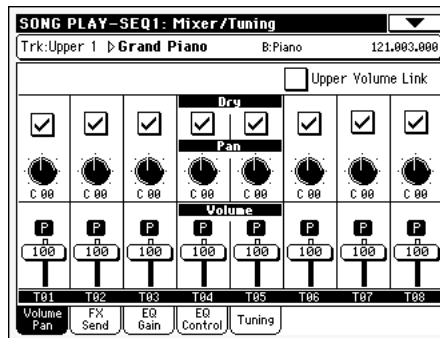 SONG PLAY-SEQ1: Mixer/Tuning
Trk:Upper 1 Grand Piano B:Piano 121.003.000
Upper Volume Link
Dry
Pan
C 00 C 00 C 00 C 00 C 00 C 00 C 00 C 00
Volume
P P P P P P P P
100 100 100 100 100 100 100 100
T01 T02 T03 T04 T05 T06 T07 T08
Volume Pan FX Send EQ Gain EQ Control Tuning